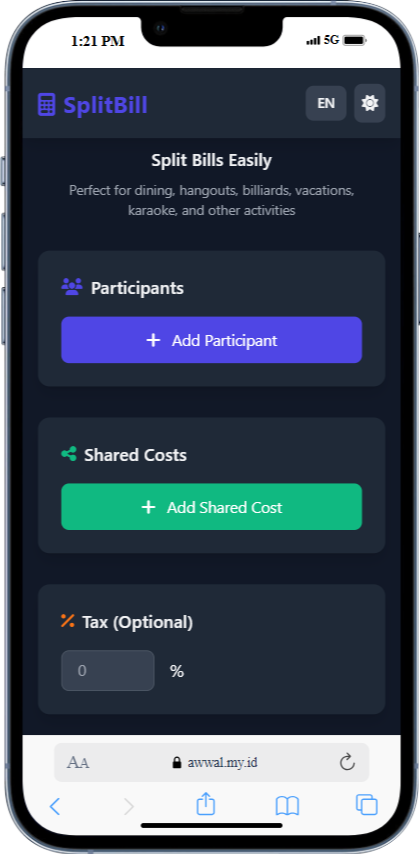 1:21 PM 5G
SplitBill EN
Split Bills Easily
Perfect for dining, hangouts, billiards, vacations,
karaoke, and other activities
Participants
+ Add Participant
Shared Costs
+ Add Shared Cost
% Tax (Optional)
0 %
AA awwal.my.id